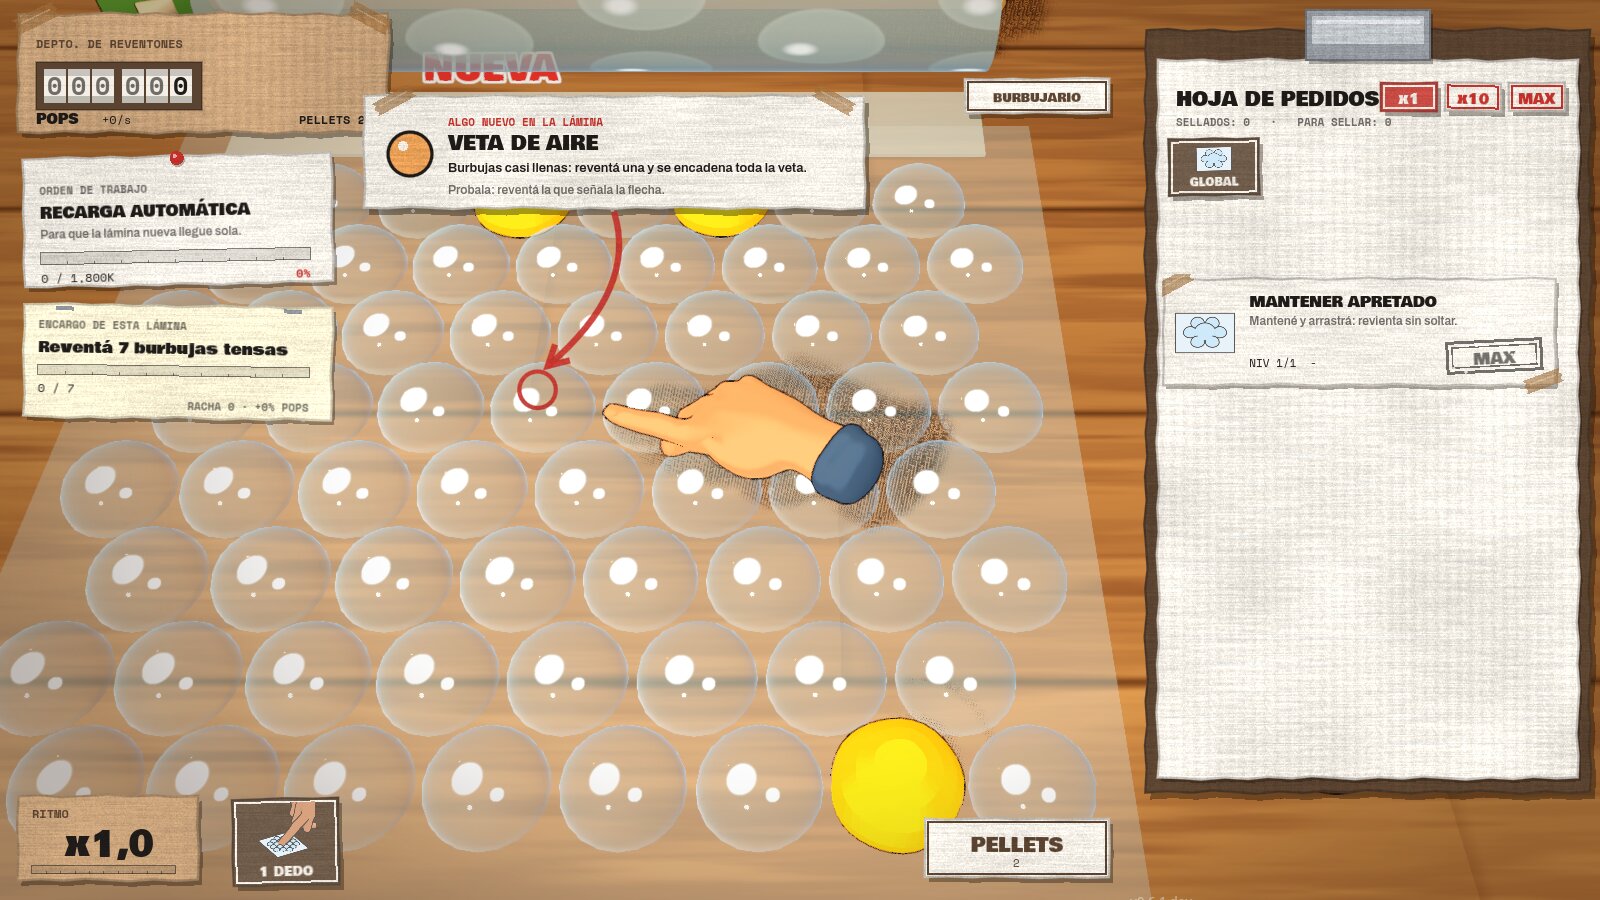 DEPTO. DE REVENTONES
000 000
POPS +0/s PELLETS 2
NUEVA
ALGO NUEVO EN LA LÁMINA
VETA DE AIRE
Burbujas casi llenas: reventá una y se encadena toda la veta.
Probala: reventá la que señala la flecha.
BURBUJARIO
ORDEN DE TRABAJO
RECARGA AUTOMÁTICA
Para que la lámina nueva llegue sola.
0 / 1.800K 0%
ENCARGO DE ESTA LÁMINA
Reventá 7 burbujas tensas
0 / 7
RACHA 0 · +0% POPS
HOJA DE PEDIDOS x1 x10 MAX
SELLADOS: 0 · PARA SELLAR: 0
GLOBAL
MANTENER APRETADO
Mantené y arrastrá: revienta sin soltar.
NIV 1/1 -
MAX
RITMO
x1,0
1 DEDO
PELLETS
2